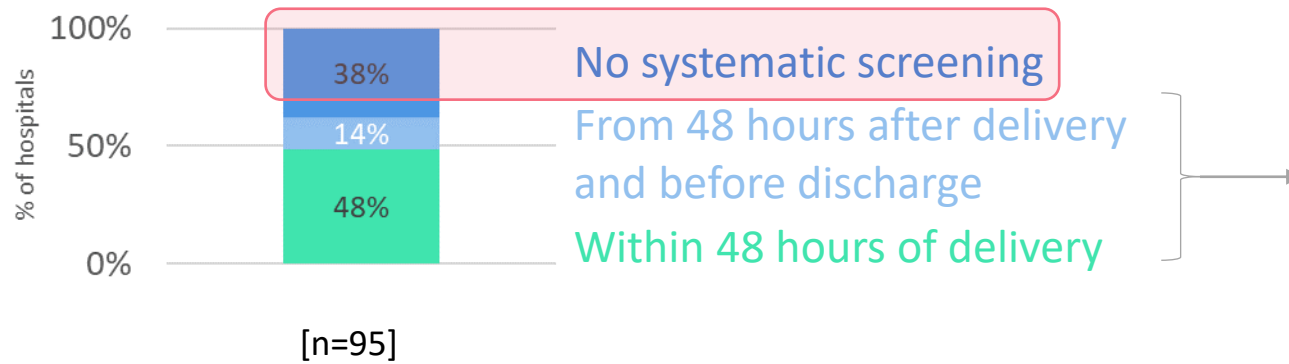 % of hospitals
100%
50%
0%
38%
14%
48%
[n=95]
No systematic screening
From 48 hours after delivery
and before discharge
Within 48 hours of delivery